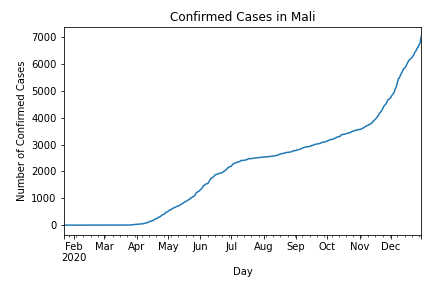 Confirmed Cases in Mali
7000
6000
5000
4000
3000
2000
1000
0
Number of Confirmed Cases
Feb Mar Apr May Jun Jul Aug Sep Oct Nov Dec
2020
Day